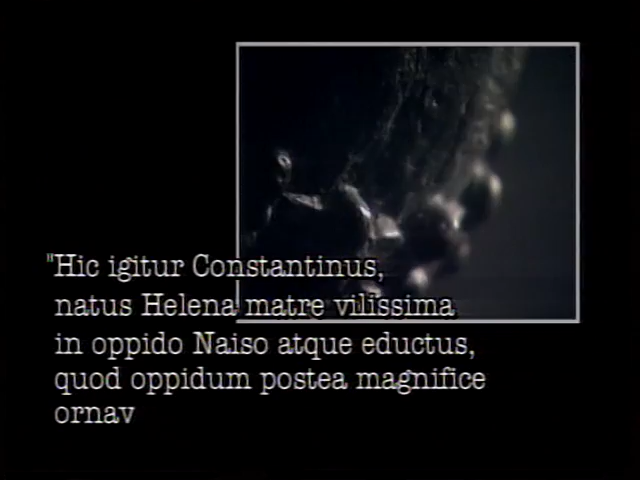 "Hic igitur Constantinus,
natus Helena matre vilissima
in oppido Naiso atque eductus,
quod oppidum postea magnifice
ornav